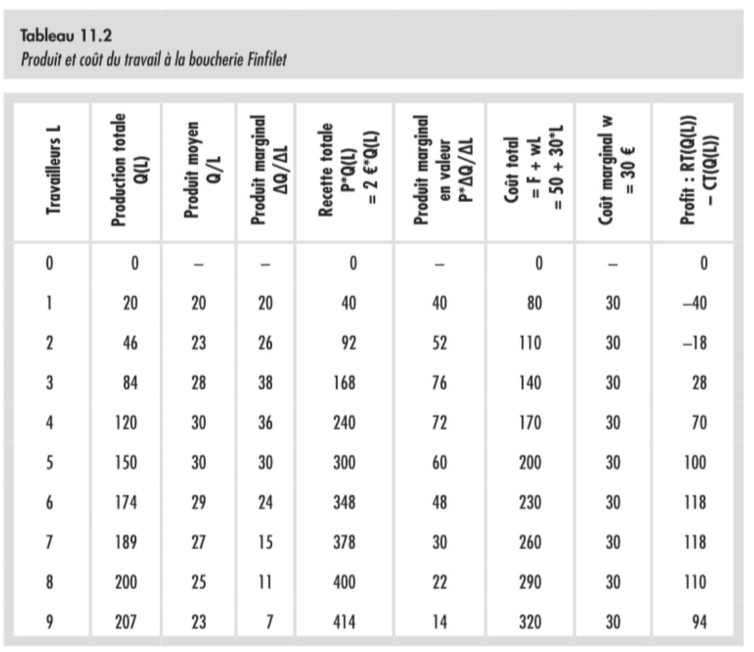 Tableau 11.2
Produit et coût du travail à la boucherie Finfilet
Travailleurs L
Production totale
Q(L)
Produit moyen
Q/L
Produit marginal
ΔQ/ΔL
Recette totale
P*Q(L)
= 2 €*Q(L)
Produit marginal
en valeur
P*ΔQ/ΔL
Coût total
= F + wL
= 50 + 30*L
Coût marginal w
= 30 €
Profit : RT(Q(L))
– CT(Q(L))
0 0 – – 0 – 0 – 0
1 20 20 20 40 40 80 30 –40
2 46 23 26 92 52 110 30 –18
3 84 28 38 168 76 140 30 28
4 120 30 36 240 72 170 30 70
5 150 30 30 300 60 200 30 100
6 174 29 24 348 48 230 30 118
7 189 27 15 378 30 260 30 118
8 200 25 11 400 22 290 30 110
9 207 23 7 414 14 320 30 94